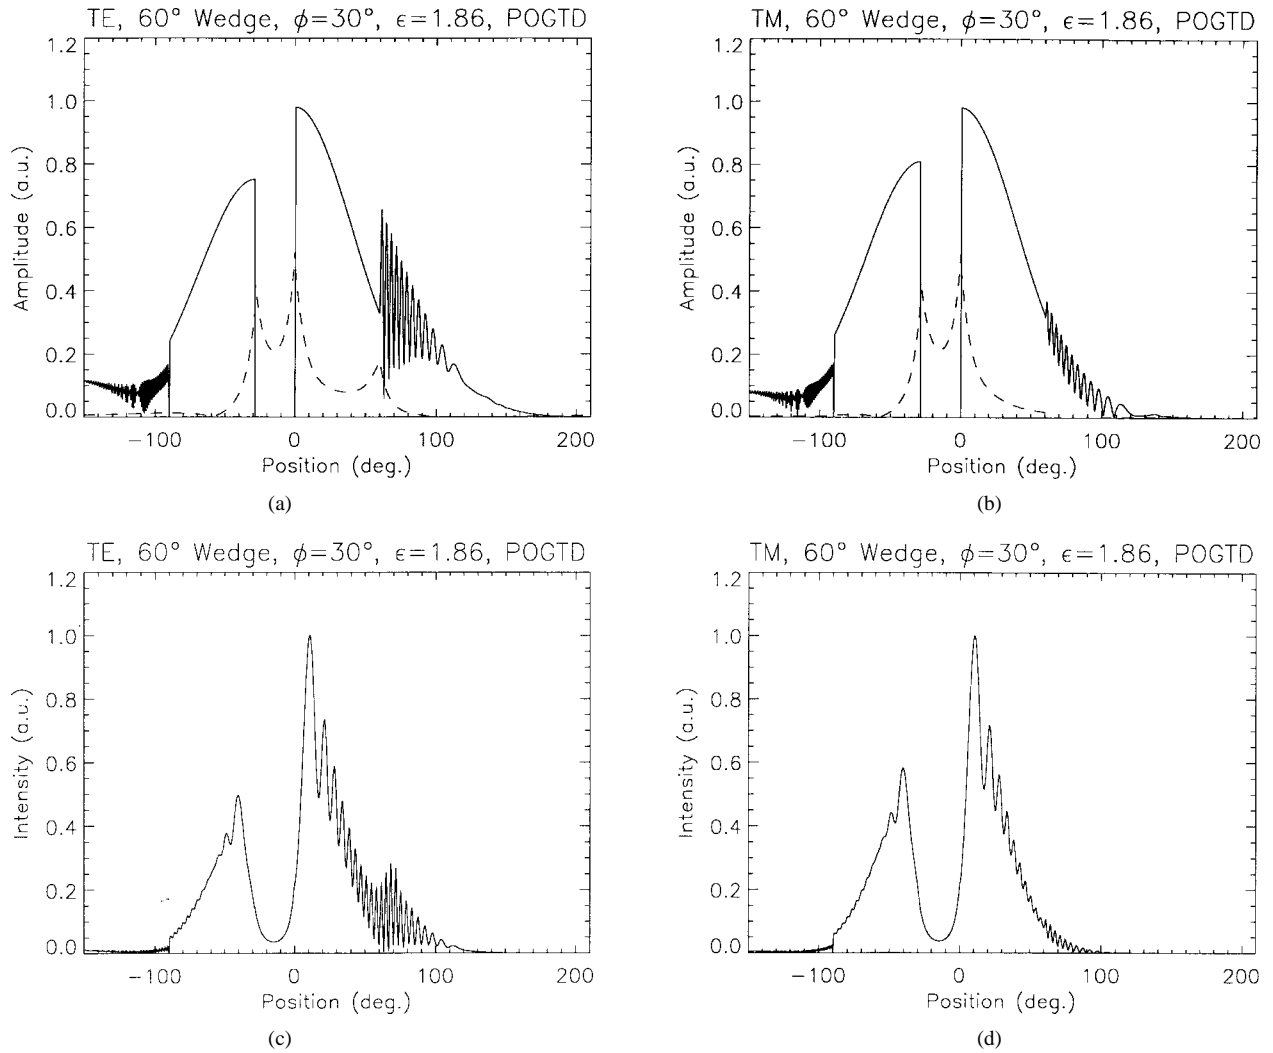 TE, 60° Wedge, ϕ=30°, ϵ=1.86, POGTD
1.2
1.0
0.8
0.6
0.4
0.2
0.0
Amplitude (a.u.)
−100 0 100 200
Position (deg.)
(a)
TM, 60° Wedge, ϕ=30°, ϵ=1.86, POGTD
1.2
1.0
0.8
0.6
0.4
0.2
0.0
Amplitude (a.u.)
−100 0 100 200
Position (deg.)
(b)
TE, 60° Wedge, ϕ=30°, ϵ=1.86, POGTD
1.2
1.0
0.8
0.6
0.4
0.2
0.0
Intensity (a.u.)
−100 0 100 200
Position (deg.)
(c)
TM, 60° Wedge, ϕ=30°, ϵ=1.86, POGTD
1.2
1.0
0.8
0.6
0.4
0.2
0.0
Intensity (a.u.)
−100 0 100 200
Position (deg.)
(d)